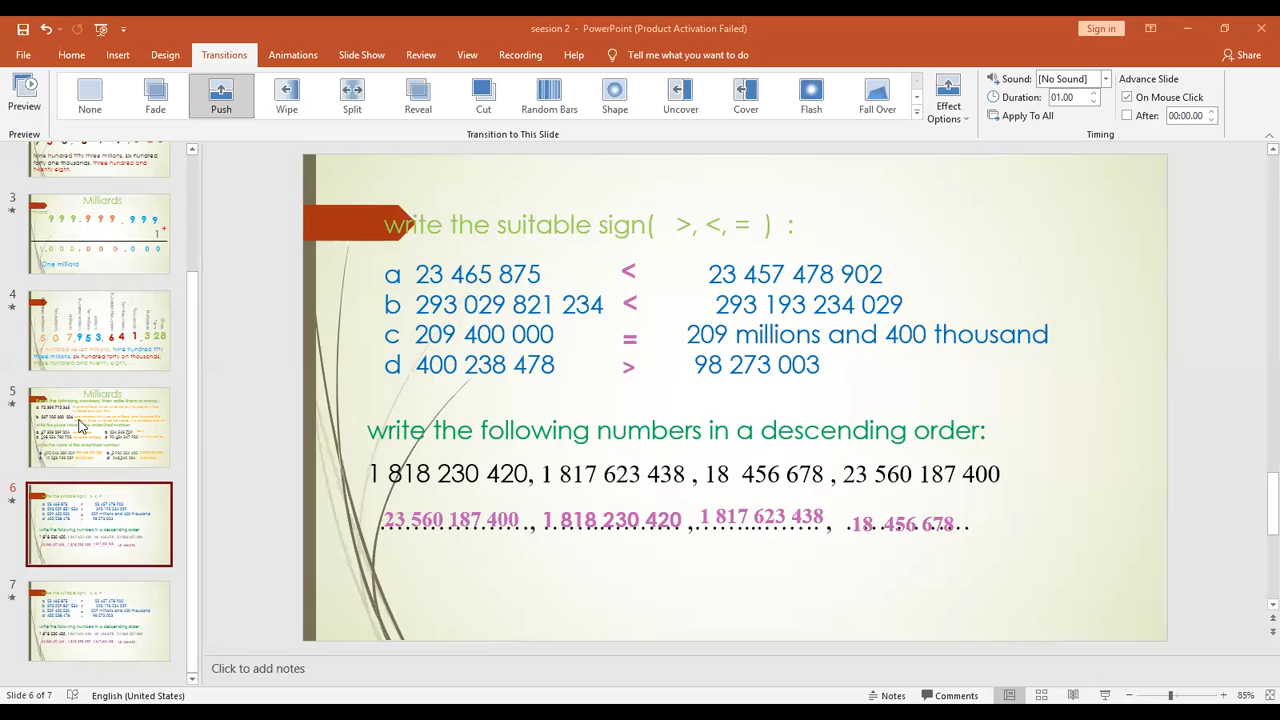 seesion 2 - PowerPoint (Product Activation Failed)
Sign in
File Home Insert Design Transitions Animations Slide Show Review View Recording Help Tell me what you want to do Share
Preview None Fade Push Wipe Split Reveal Cut Random Bars Shape Uncover Cover Flash Fall Over Effect Options
Sound: [No Sound] Advance Slide
Duration: 01.00 On Mouse Click
Apply To All After: 00:00.00
Preview Transition to This Slide Timing
3
Milliards
One milliard
4
5
Milliards
6
7
write the suitable sign( >, <, = ) :
a 23 465 875 < 23 457 478 902
b 293 029 821 234 < 293 193 234 029
c 209 400 000 = 209 millions and 400 thousand
d 400 238 478 > 98 273 003
write the following numbers in a descending order:
1 818 230 420, 1 817 623 438 , 18 456 678 , 23 560 187 400
23 560 187 400 , 1 818 230 420 , 1 817 623 438 , 18 456 678
Click to add notes
Slide 6 of 7 English (United States) Notes Comments 85%